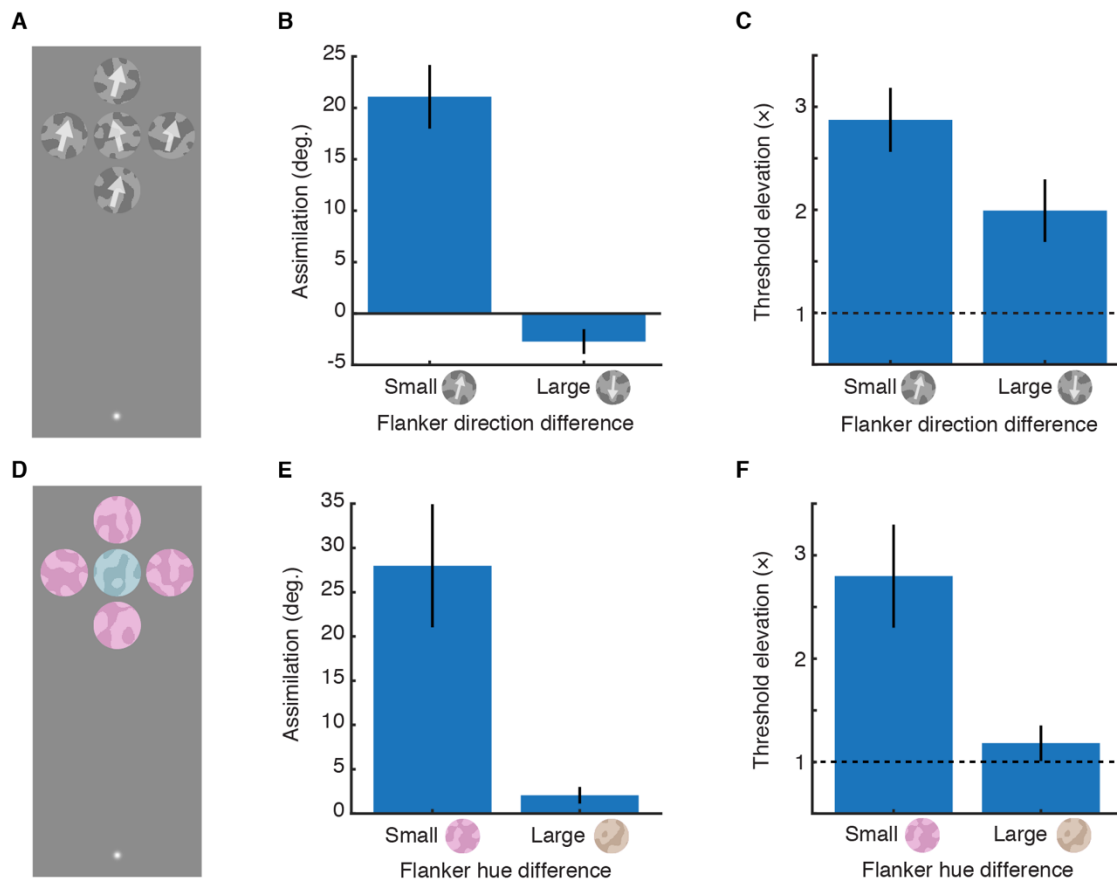 A
B
25
20
15
10
5
0
-5
Assimilation (deg.)
Small
Large
Flanker direction difference
C
3
2
1
Threshold elevation (×)
Small
Large
Flanker direction difference
D
E
35
30
25
20
15
10
5
0
Assimilation (deg.)
Small
Large
Flanker hue difference
F
3
2
1
Threshold elevation (×)
Small
Large
Flanker hue difference